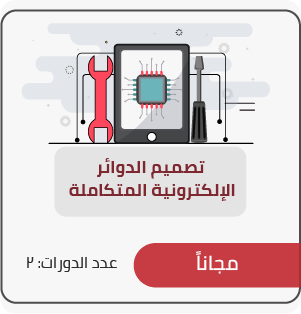 تصميم الدوائر
الإلكترونية المتكاملة
مجاناً
عدد الدورات: ٢